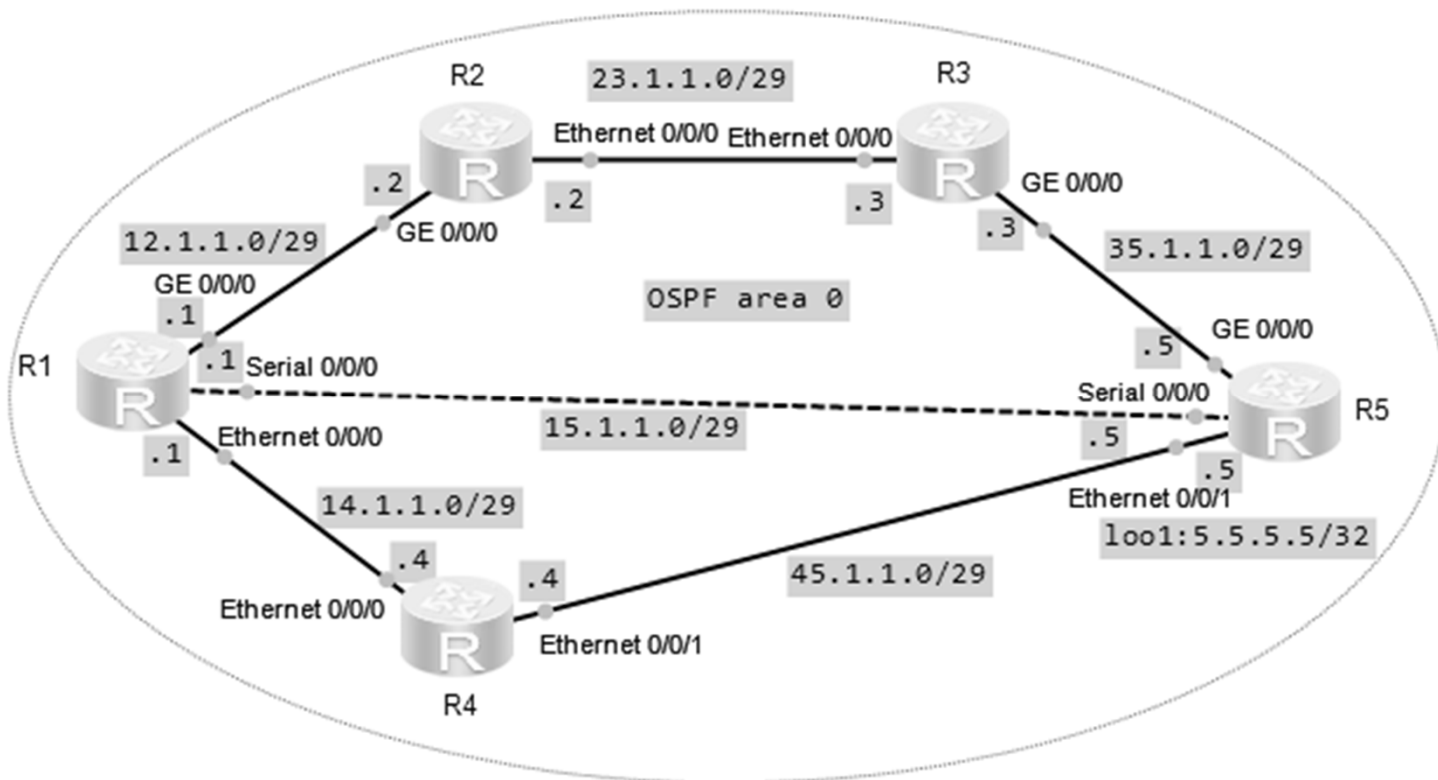 R2
23.1.1.0/29
R3
Ethernet 0/0/0
Ethernet 0/0/0
.2
.2
.3
GE 0/0/0
.3
GE 0/0/0
12.1.1.0/29
35.1.1.0/29
GE 0/0/0
.1
OSPF area 0
R1
.1
Serial 0/0/0
GE 0/0/0
.5
Serial 0/0/0
R5
15.1.1.0/29
.5
.5
Ethernet 0/0/0
.1
Ethernet 0/0/1
14.1.1.0/29
loo1:5.5.5.5/32
.4
.4
45.1.1.0/29
Ethernet 0/0/0
Ethernet 0/0/1
R4
R
R
R
R
R